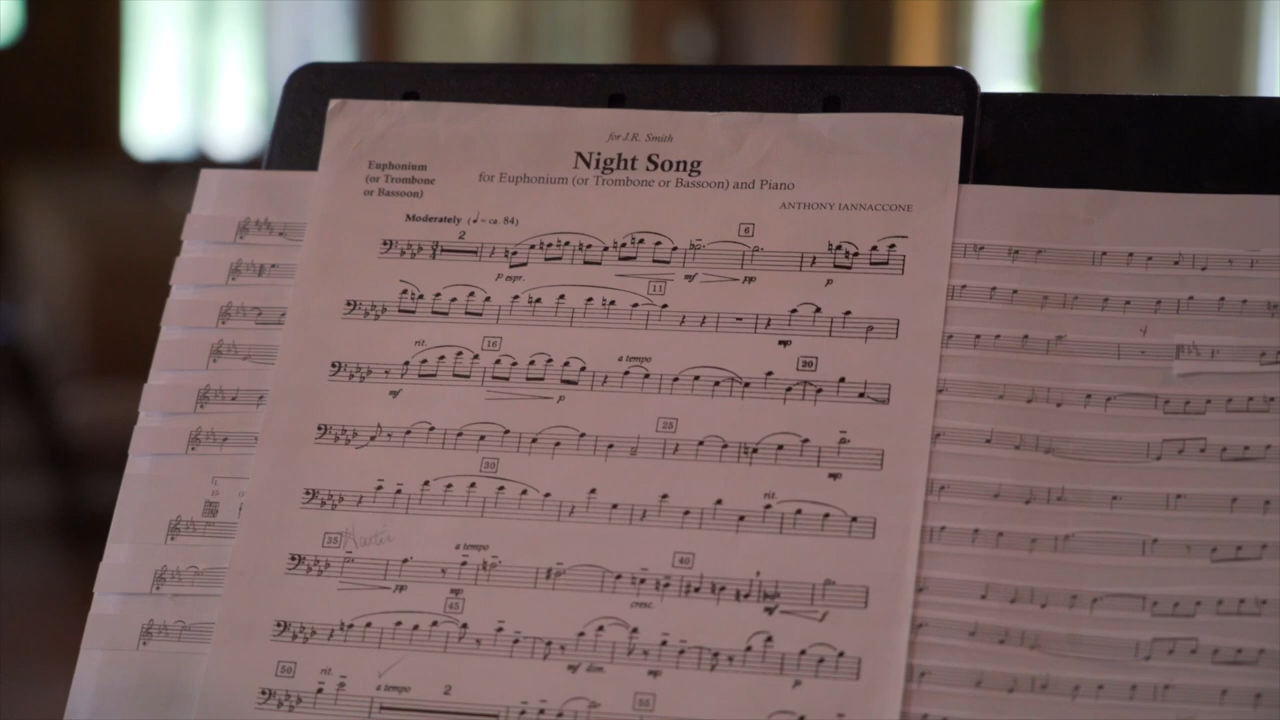 for J.R. Smith
Night Song
for Euphonium (or Trombone or Bassoon) and Piano
Euphonium
(or Trombone
or Bassoon)
ANTHONY IANNACCONE
Moderately (♩= ca. 84)
2
6
p espr.
mf
pp
p
11
mp
rit.
16
a tempo
20
mf
p
25
mp
30
rit.
35
a tempo
40
pp
mp
cresc.
mf
f
45
mf dim.
mp
p
50
rit.
a tempo
2
55